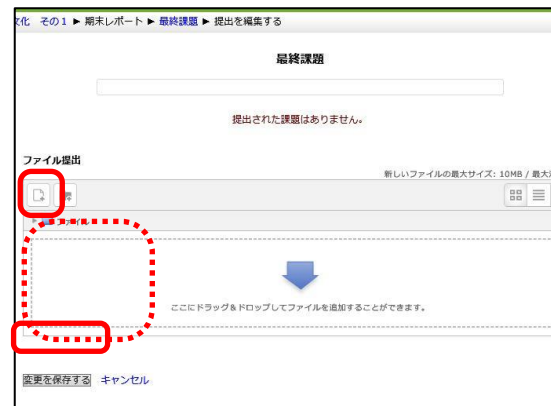 文化 その1 ► 期末レポート ► 最終課題 ► 提出を編集する
最終課題
提出された課題はありません。
ファイル提出
新しいファイルの最大サイズ: 10MB / 最大
ファイル
ここにドラッグ＆ドロップしてファイルを追加することができます。
変更を保存する キャンセル